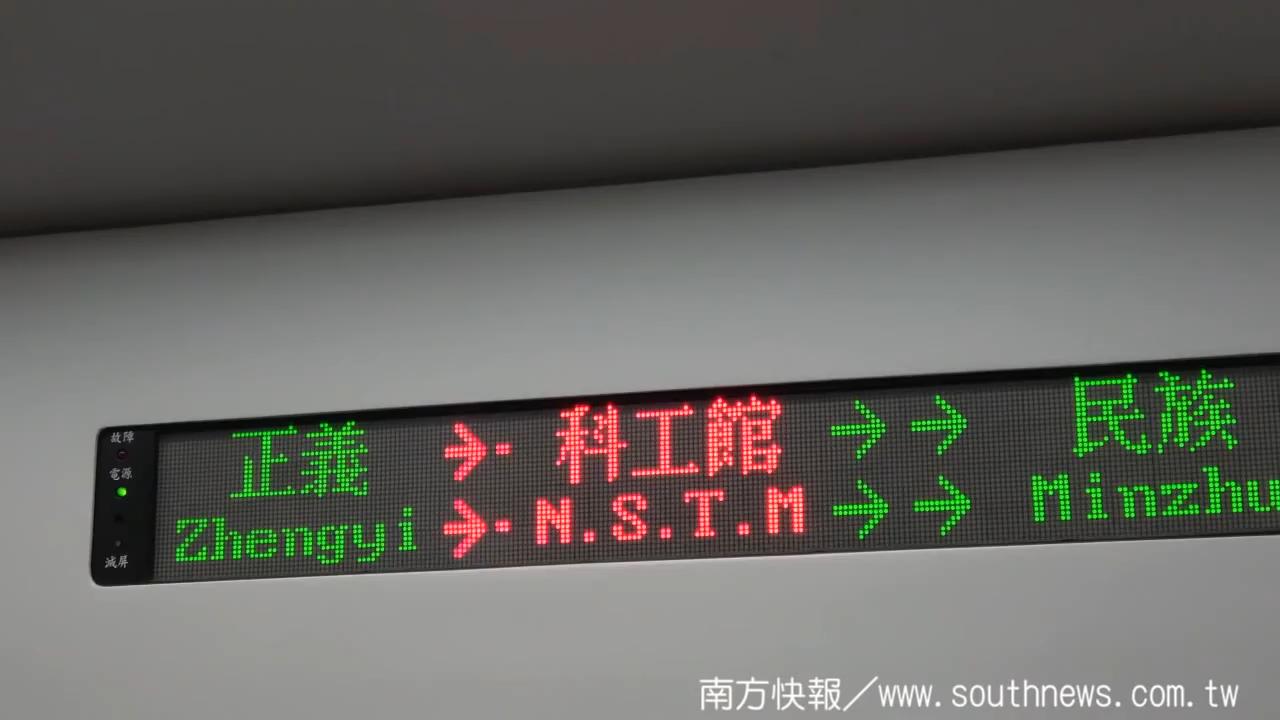 故障
電源
滅屏
正義 →· 科工館 →→ 民族
Zhengyi →· N.S.T.M →→ Minzhu
南方快報／www.southnews.com.tw